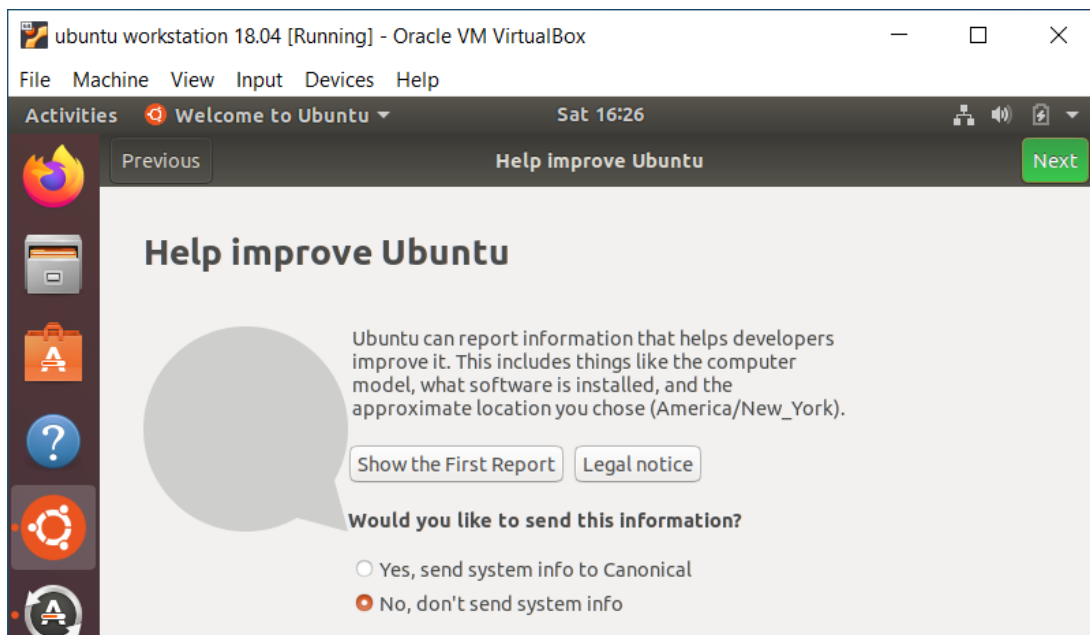 ubuntu workstation 18.04 [Running] - Oracle VM VirtualBox
File Machine View Input Devices Help
Activities Welcome to Ubuntu Sat 16:26
Previous Help improve Ubuntu Next
Help improve Ubuntu
Ubuntu can report information that helps developers
improve it. This includes things like the computer
model, what software is installed, and the
approximate location you chose (America/New_York).
Show the First Report Legal notice
Would you like to send this information?
Yes, send system info to Canonical
No, don't send system info